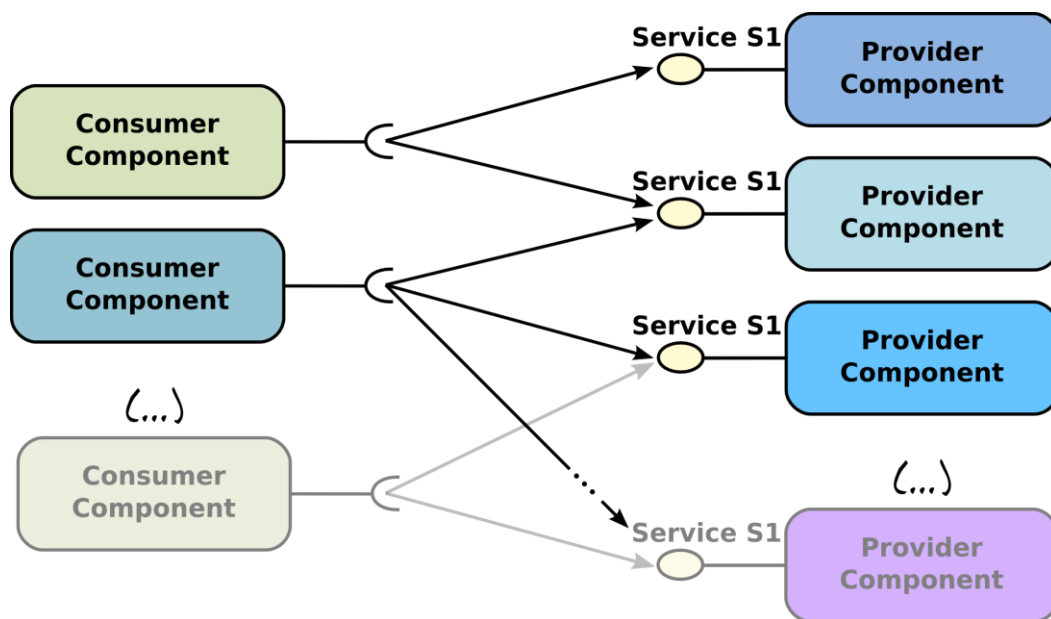 Service S1
Provider
Component
Consumer
Component
Service S1
Provider
Component
Consumer
Component
Service S1
Provider
Component
(...)
Consumer
Component
(...)
Service S1
Provider
Component